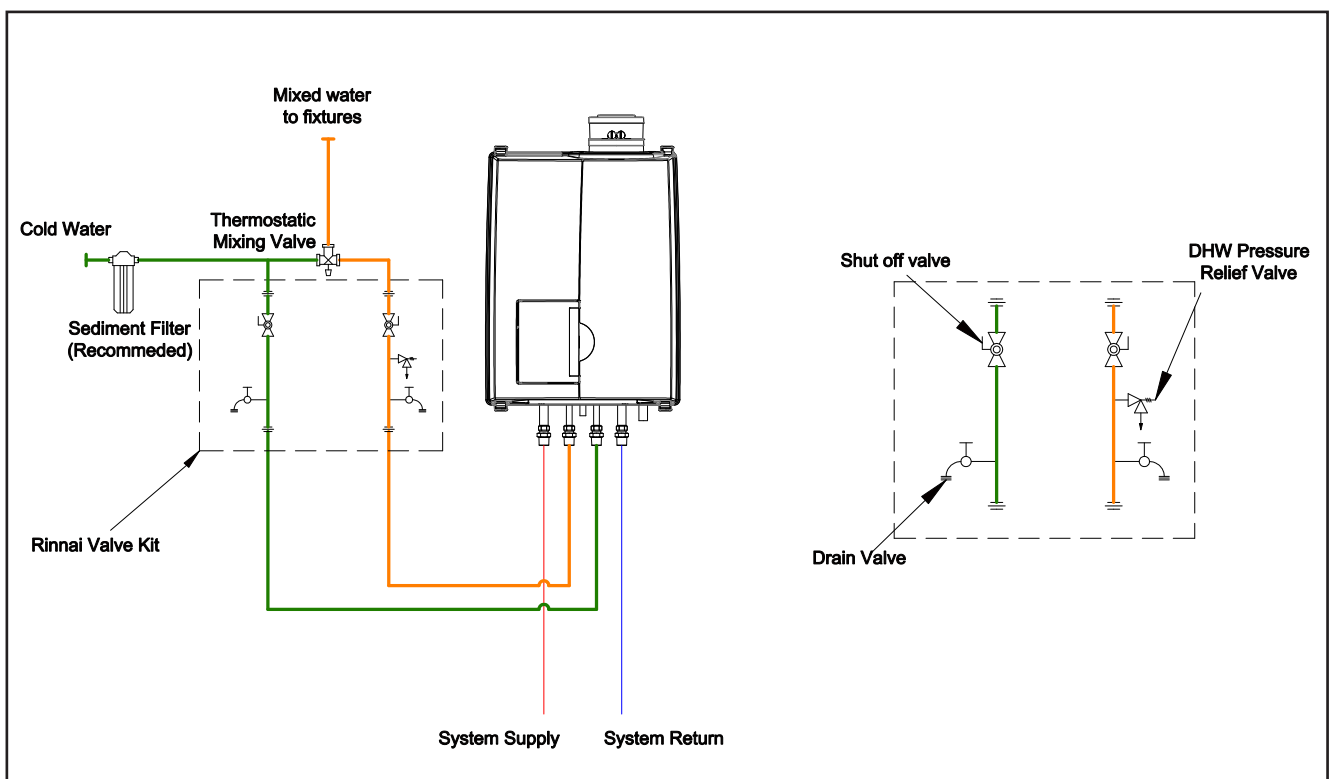 Mixed water
to fixtures
Cold Water
Thermostatic
Mixing Valve
Sediment Filter
(Recommeded)
Rinnai Valve Kit
System Supply
System Return
Shut off valve
DHW Pressure
Relief Valve
Drain Valve